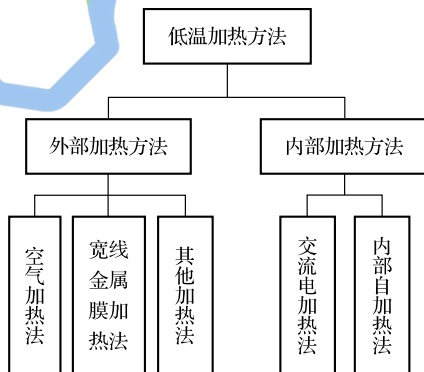 低温加热方法
外部加热方法
内部加热方法
空气加热法
宽线
金属
膜加
热法
其他加热法
交流电加热法
内部自加热法